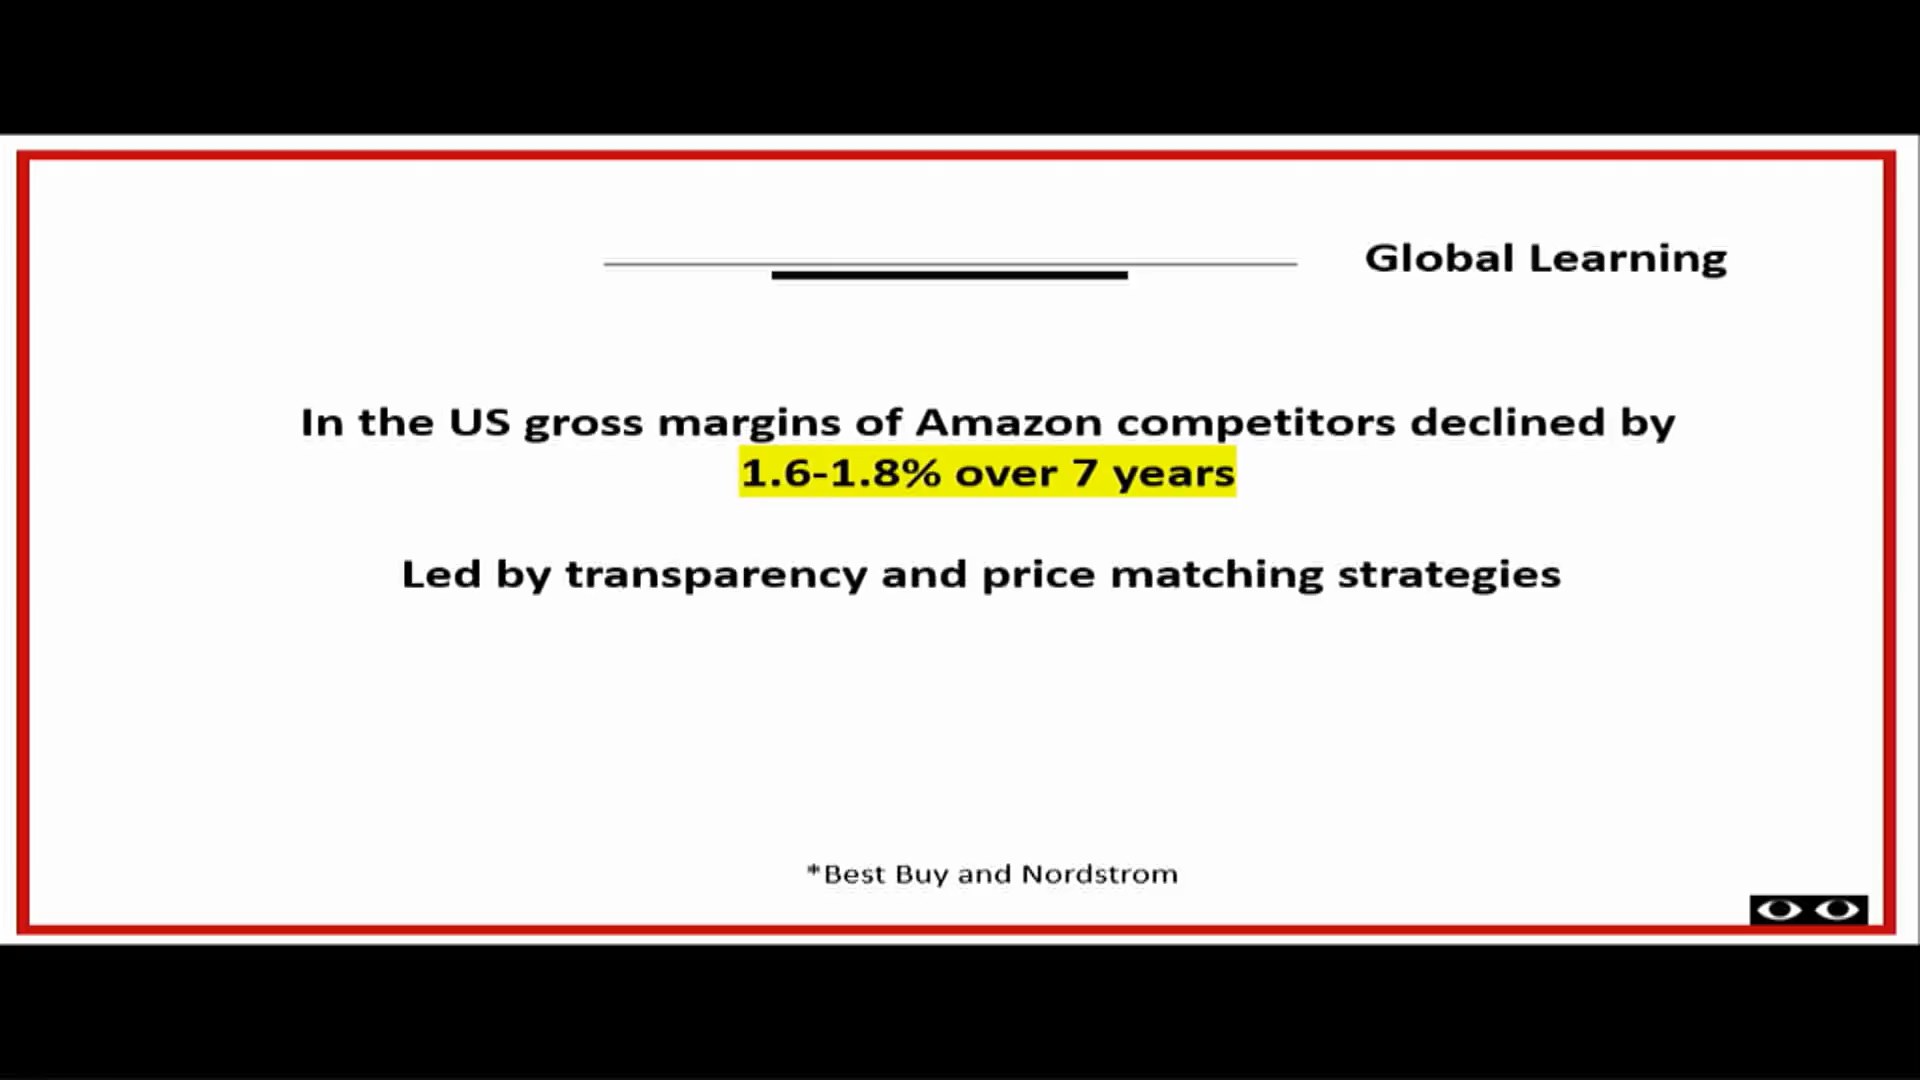 Global Learning
In the US gross margins of Amazon competitors declined by
1.6-1.8% over 7 years
Led by transparency and price matching strategies
*Best Buy and Nordstrom